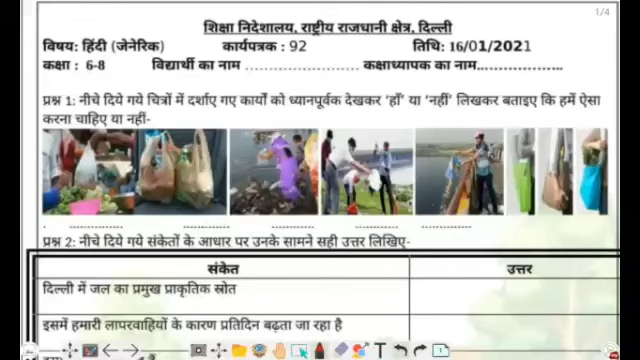 1/4
शिक्षा निदेशालय, राष्ट्रीय राजधानी क्षेत्र, दिल्ली
विषय: हिंदी (जेनेरिक) कार्यपत्रक : 92 तिथि: 16/01/2021
कक्षा : 6-8 विद्यार्थी का नाम ........................ कक्षाध्यापक का नाम..................
प्रश्न 1: नीचे दिये गये चित्रों में दर्शाए गए कार्यों को ध्यानपूर्वक देखकर 'हाँ' या 'नहीं' लिखकर बताइए कि हमें ऐसा
करना चाहिए या नहीं-
प्रश्न 2: नीचे दिये गये संकेतों के आधार पर उनके सामने सही उत्तर लिखिए-
संकेत उत्तर
दिल्ली में जल का प्रमुख प्राकृतिक स्रोत
इसमें हमारी लापरवाहियों के कारण प्रतिदिन बढ़ता जा रहा है